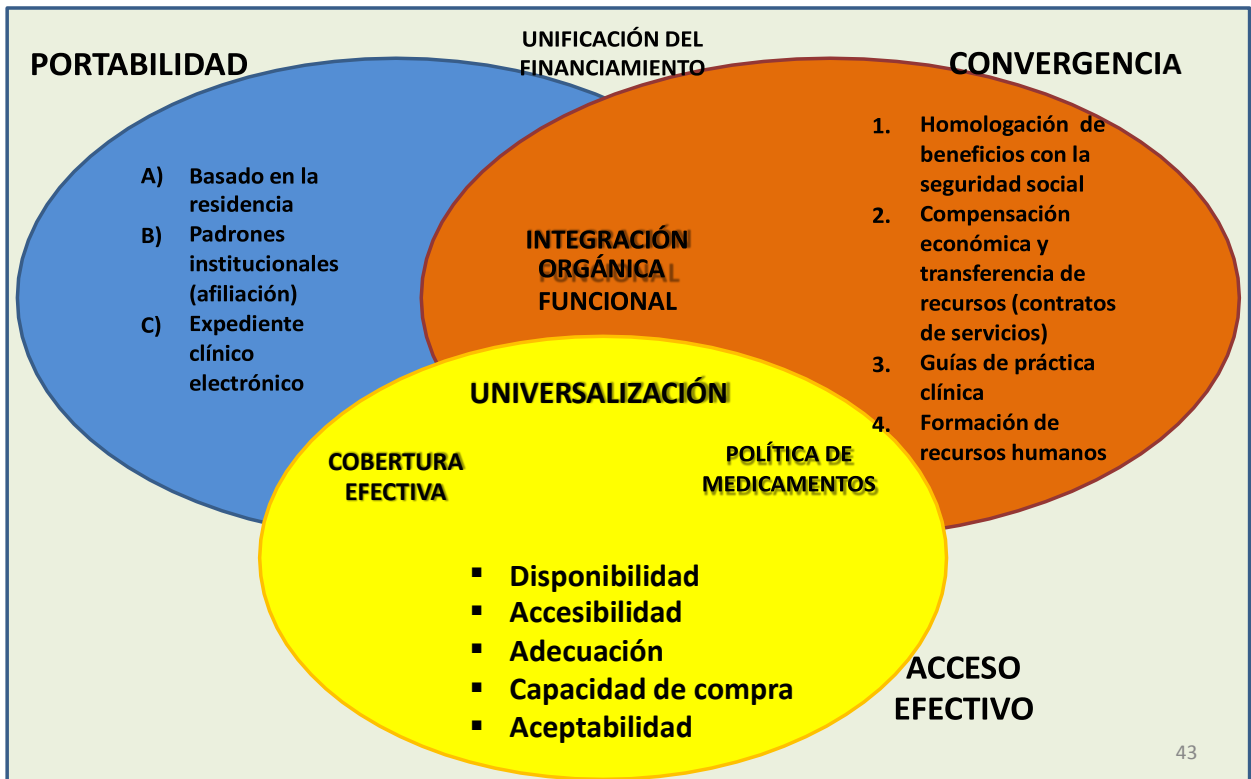 PORTABILIDAD
UNIFICACIÓN DEL
FINANCIAMIENTO
CONVERGENCIA
A) Basado en la
residencia
B) Padrones
institucionales
(afiliación)
C) Expediente
clínico
electrónico
INTEGRACIÓN
ORGÁNICA
FUNCIONAL
FUNCIONAL
1. Homologación de
beneficios con la
seguridad social
2. Compensación
económica y
transferencia de
recursos (contratos
de servicios)
3. Guías de práctica
clínica
4. Formación de
recursos humanos
UNIVERSALIZACIÓN
COBERTURA
EFECTIVA
POLÍTICA DE
MEDICAMENTOS
▪ Disponibilidad
▪ Accesibilidad
▪ Adecuación
▪ Capacidad de compra
▪ Aceptabilidad
ACCESO
EFECTIVO
43